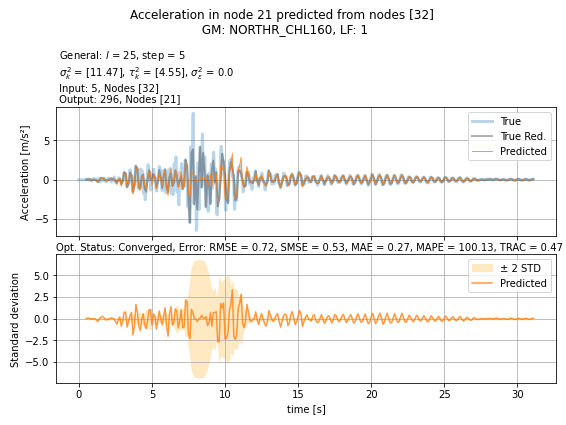 Acceleration in node 21 predicted from nodes [32]
GM: NORTHR_CHL160, LF: 1
General: l = 25, step = 5
σ²ₖ = [11.47], τ²ₖ = [4.55], σ²_ε = 0.0
Input: 5, Nodes [32]
Output: 296, Nodes [21]
Acceleration [m/s²]
5
0
−5
True
True Red.
Predicted
Opt. Status: Converged, Error: RMSE = 0.72, SMSE = 0.53, MAE = 0.27, MAPE = 100.13, TRAC = 0.47
Standard deviation
5.0
2.5
0.0
−2.5
−5.0
± 2 STD
Predicted
0 5 10 15 20 25 30
time [s]